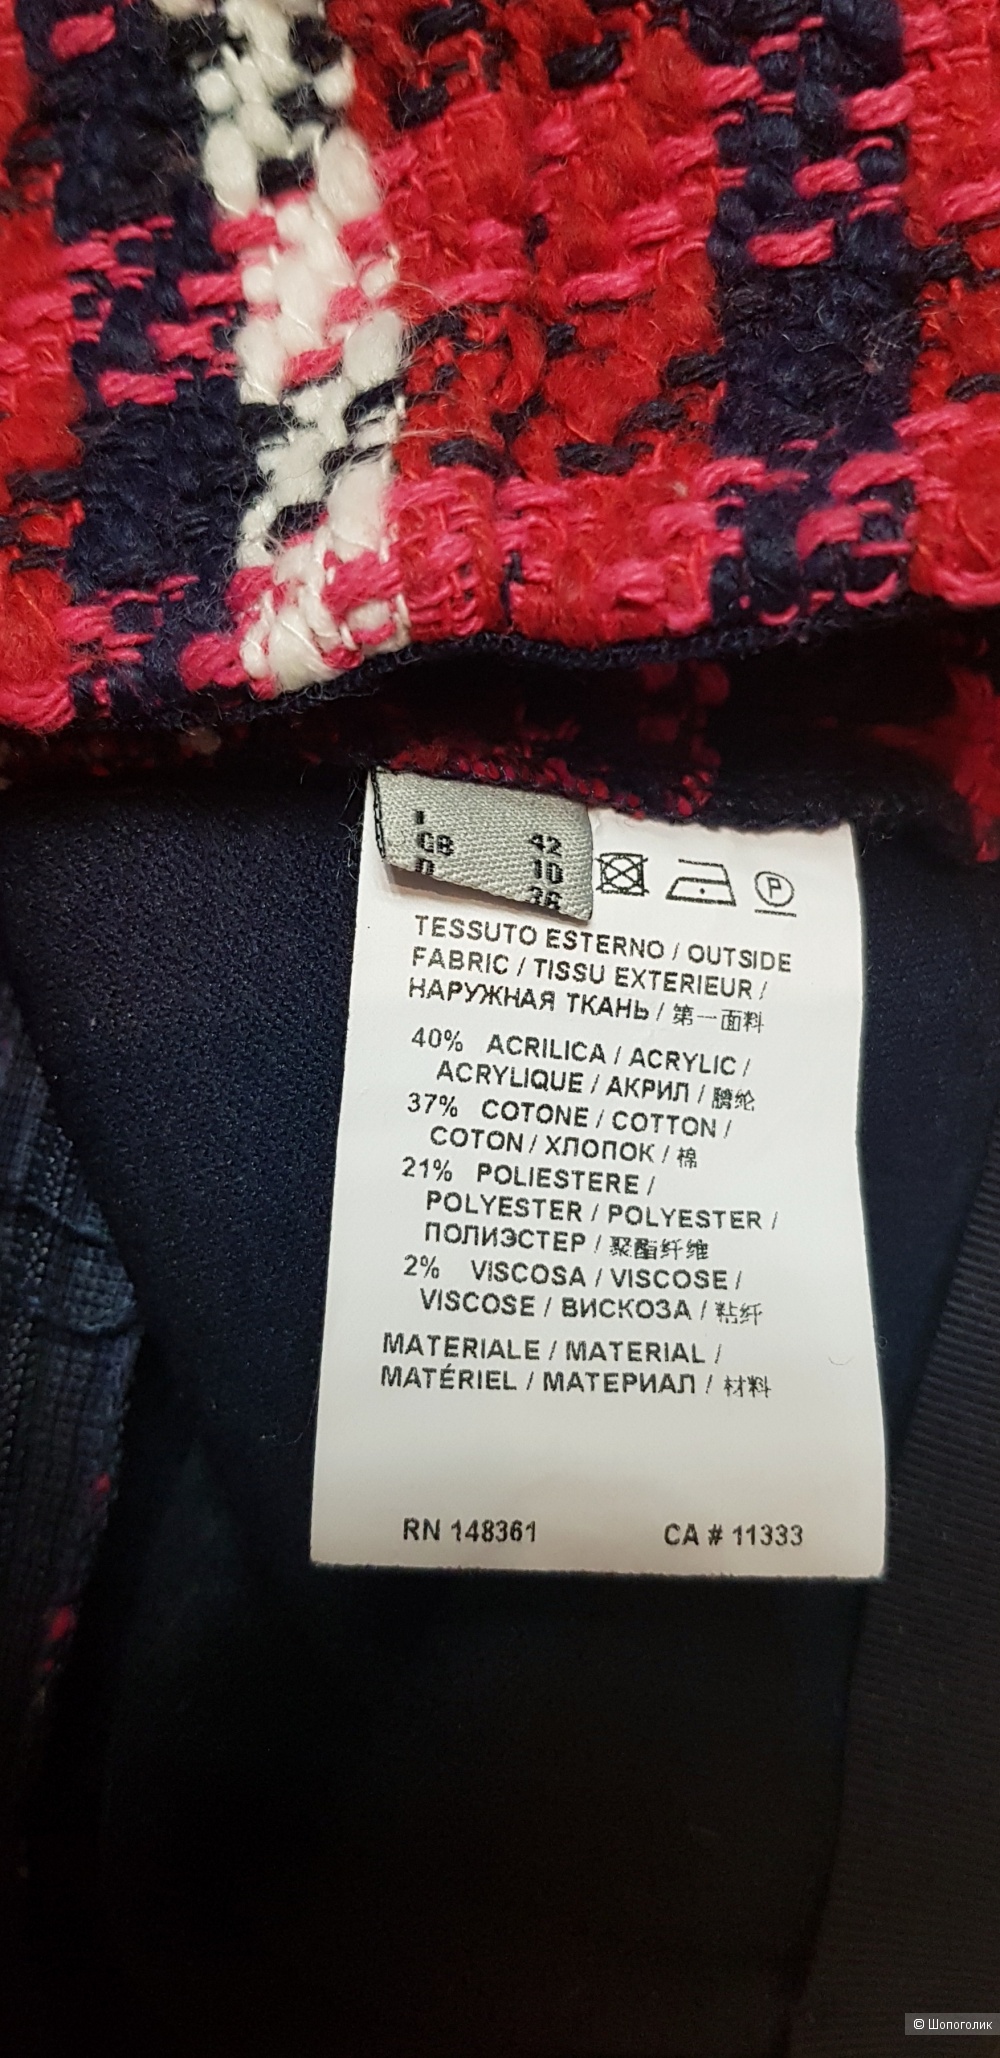 I 42
GB 10
D 36
P
TESSUTO ESTERNO / OUTSIDE
FABRIC / TISSU EXTERIEUR /
НАРУЖНАЯ ТКАНЬ / 第一面料
40% ACRILICA / ACRYLIC /
ACRYLIQUE / АКРИЛ / 腈纶
37% COTONE / COTTON /
COTON / ХЛОПОК / 棉
21% POLIESTERE /
POLYESTER / POLYESTER /
ПОЛИЭСТЕР / 聚酯纤维
2% VISCOSA / VISCOSE /
VISCOSE / ВИСКОЗА / 粘纤
MATERIALE / MATERIAL /
MATÉRIEL / МАТЕРИАЛ / 材料
RN 148361 CA # 11333
© Шопоголик